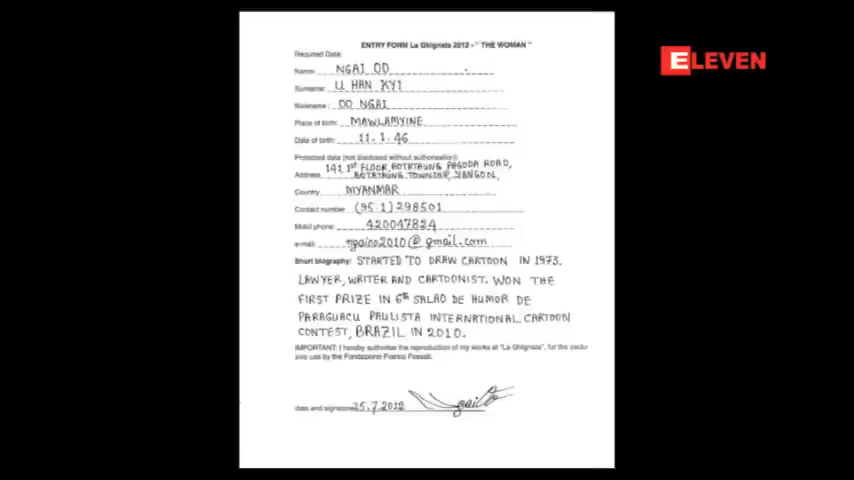 ENTRY FORM La Ghignata 2012 - " THE WOMAN "
Required Data:
Name: NGAI OO
Surname: U HAN KYI
Nickname: OO NGAI
Place of birth: MAWLAMYINE
Date of birth: 11.1.46
Protected data (not disclosed without authorisation):
Address 141, 1st FLOOR, BOTATAUNG PAGODA ROAD,
BOTATAUNG TOWNSHIP, YANGON,
Country MYANMAR
Contact number (95 1) 298501
Mobil phone: 420047824
e-mail: ngaioo2010@gmail.com
Short biography: STARTED TO DRAW CARTOON IN 1973.
LAWYER, WRITER AND CARTOONIST. WON THE
FIRST PRIZE IN 6th SALAO DE HUMOR DE
PARAGUACU PAULISTA INTERNATIONAL CARTOON
CONTEST, BRAZIL IN 2010.
IMPORTANT: I hereby authorise the reproduction of my works at "La Ghignata", for the
sive use by the Fondazione Franco Fossati.
date and signature 25.7.2012
ELEVEN